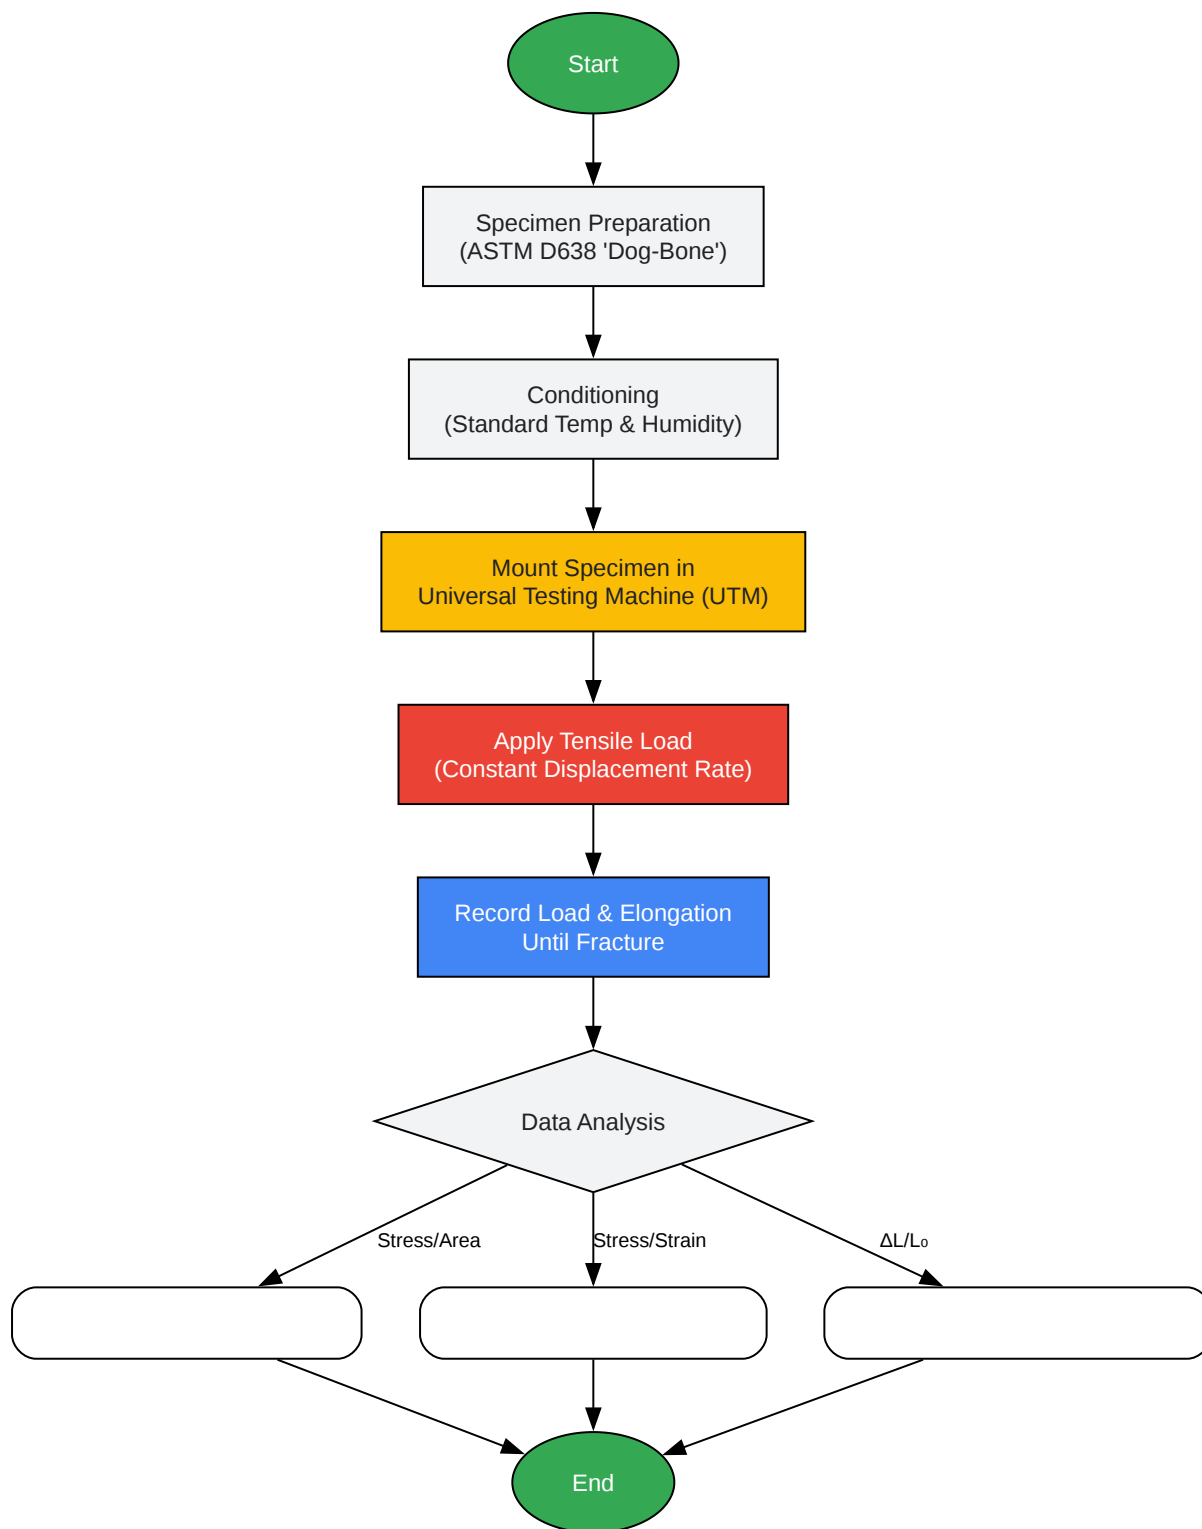 Start
Specimen Preparation
(ASTM D638 'Dog-Bone')
Conditioning
(Standard Temp & Humidity)
Mount Specimen in
Universal Testing Machine (UTM)
Apply Tensile Load
(Constant Displacement Rate)
Record Load & Elongation
Until Fracture
Data Analysis
Stress/Area
Stress/Strain
ΔL/L₀
End